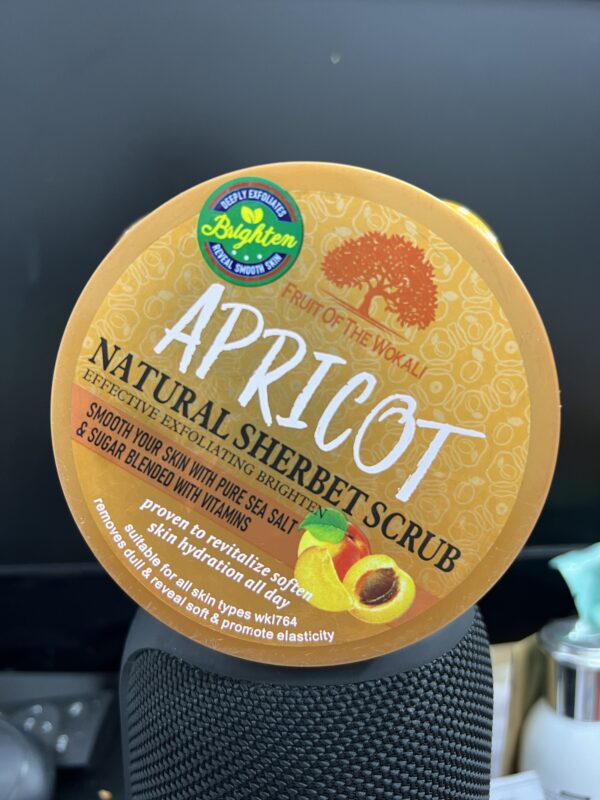 DEEPLY EXFOLIATES
Brighten
REVEAL SMOOTH SKIN
FRUIT OF THE WOKALI
APRICOT
NATURAL SHERBET SCRUB
EFFECTIVE EXFOLIATING BRIGHTEN
SMOOTH YOUR SKIN WITH PURE SEA SALT
& SUGAR BLENDED WITH VITAMINS
proven to revitalize soften
skin hydration all day
suitable for all skin types wkl764
removes dull & reveal soft & promote elasticity